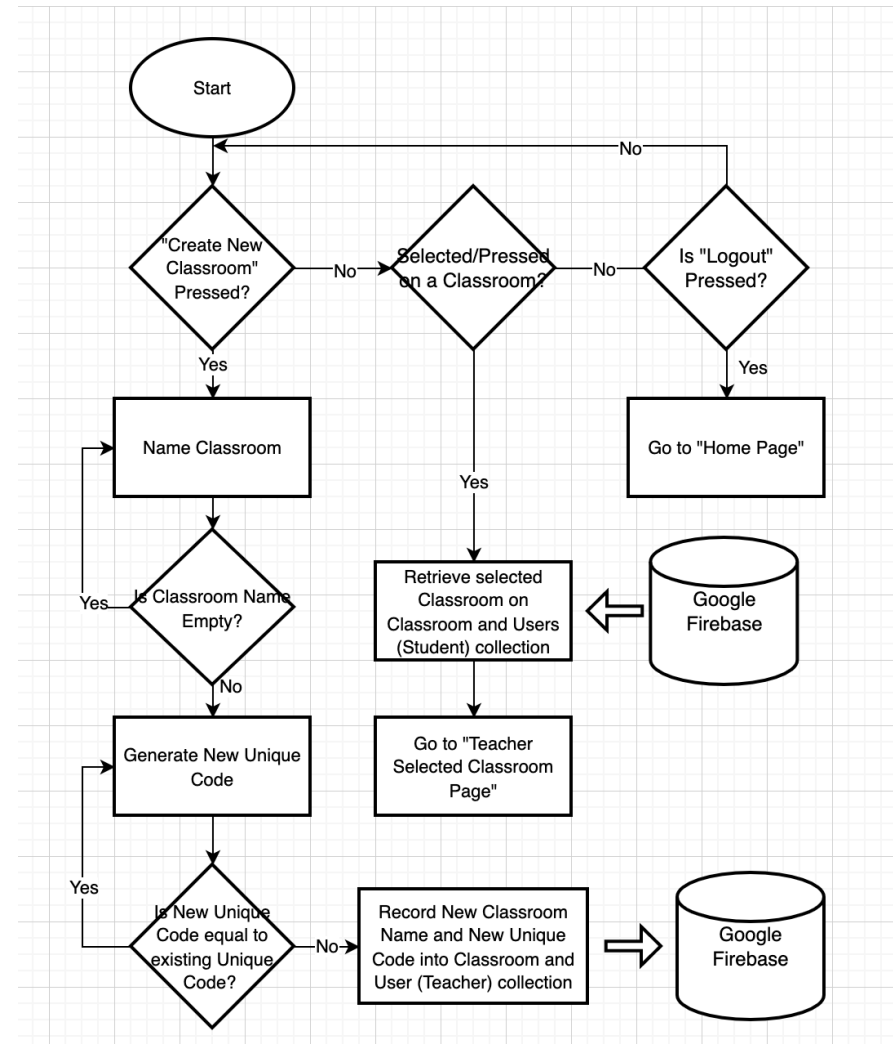 Start
No
"Create New
Classroom"
Pressed?
No
Selected/Pressed
on a Classroom?
No
Is "Logout"
Pressed?
Yes
Yes
Name Classroom
Go to "Home Page"
Yes
Is Classroom Name
Empty?
Yes
No
Retrieve selected
Classroom on
Classroom and Users
(Student) collection
Google
Firebase
Generate New Unique
Code
Go to "Teacher
Selected Classroom
Page"
Yes
Is New Unique
Code equal to
existing Unique
Code?
No
Record New Classroom
Name and New Unique
Code into Classroom and
User (Teacher) collection
Google
Firebase